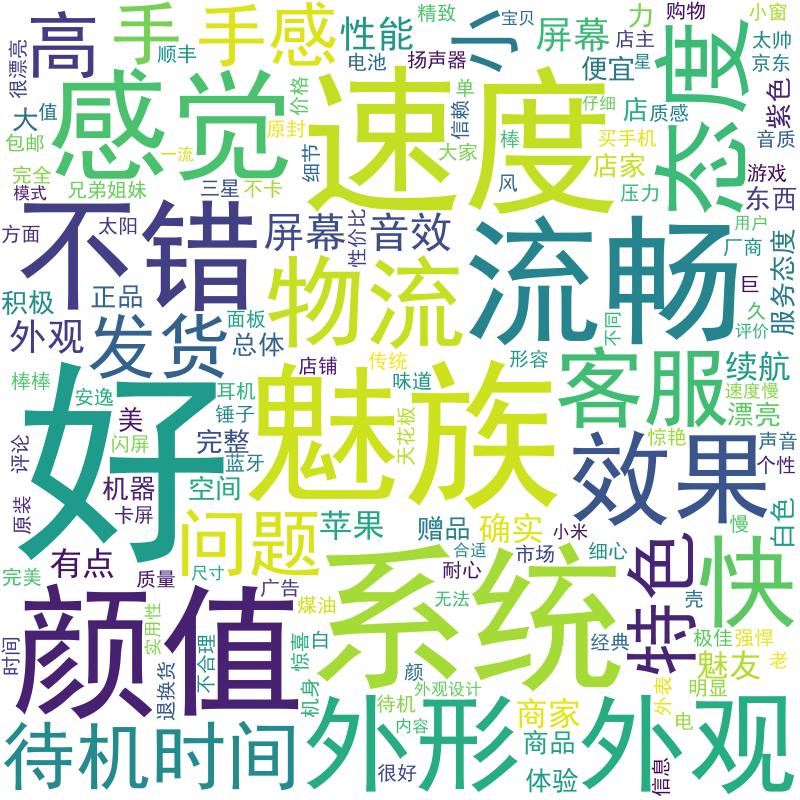 很漂亮
高
手
顺丰
手感
性能
电池
精致
扬声器
小
宝贝
屏幕
力
店主
购物
小窗
太帅
京东
星
便宜
态度
紫色
大
值
包邮
感觉
价格
原封
速度
信赖
单
仔细
店
质感
音质
一流
细节
大家
棒
买手机
店家
完全
模式
兄弟姐妹
三星
不卡
风
压力
游戏
东西
方面
太阳
不错
屏幕
性价比
音效
流畅
用户
厂商
服务态度
积极
正品
物流
巨
久
外观
发货
面板
总体
不同
评价
店铺
传统
形容
客服
续航
棒棒
安逸
耳机
味道
速度慢
好
美
锤子
魅族
天花板
漂亮
闪屏
完整
惊艳
声音
评论
蓝牙
效果
个性
机器
空间
原装
卡屏
问题
苹果
赠品
确实
小米
慢
白色
有点
合适
市场
细心
特色
快
完美
质量
尺寸
耐心
系统
广告
煤油
无法
壳
颜值
实用性
时间
不合理
惊喜
白
经典
极佳
强悍
颜
魅友
老
退换货
机身
外观设计
明显
待机
外表
待机时间
外形
内容
商家
电
外观
商品
很好
体验
信息